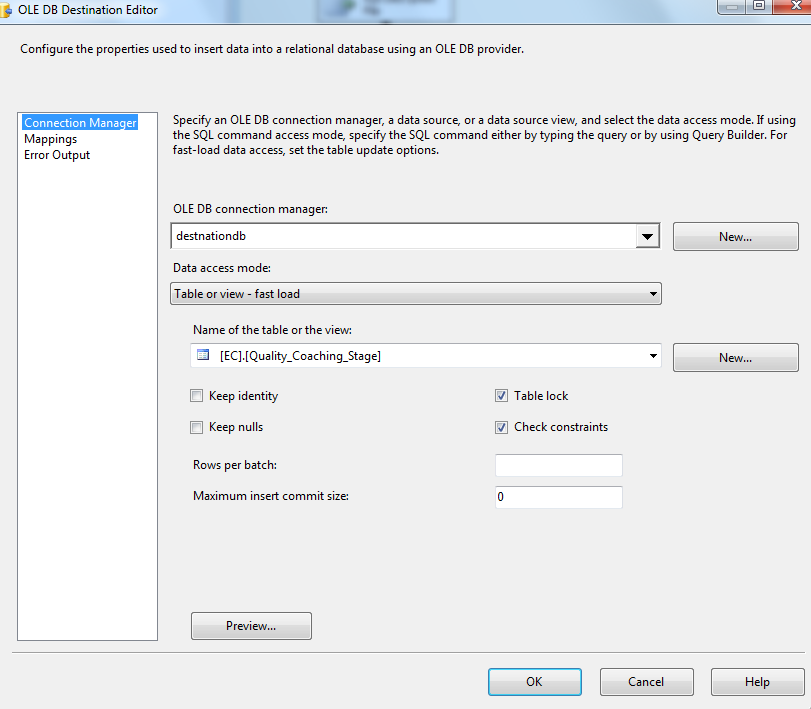 OLE DB Destination Editor
Configure the properties used to insert data into a relational database using an OLE DB provider.
Connection Manager
Mappings
Error Output
Specify an OLE DB connection manager, a data source, or a data source view, and select the data access mode. If using
the SQL command access mode, specify the SQL command either by typing the query or by using Query Builder. For
fast-load data access, set the table update options.
OLE DB connection manager:
destnationdb
New...
Data access mode:
Table or view - fast load
Name of the table or the view:
[EC].[Quality_Coaching_Stage]
New...
Keep identity
Table lock
Keep nulls
Check constraints
Rows per batch:
Maximum insert commit size:
0
Preview...
OK
Cancel
Help